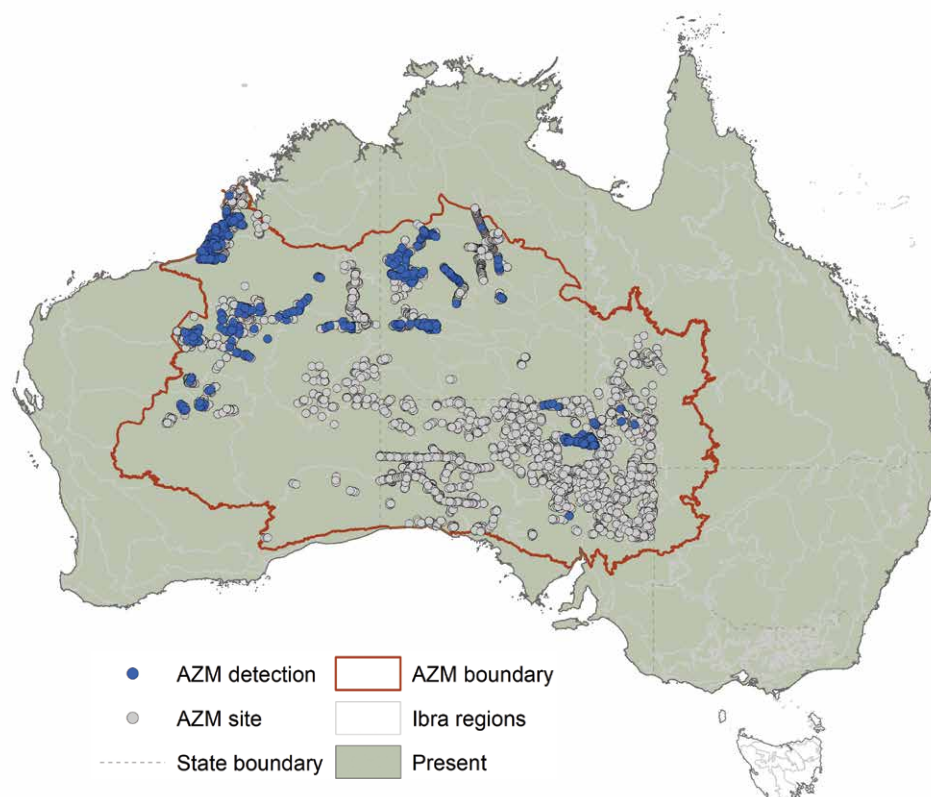 AZM detection
AZM boundary
AZM site
Ibra regions
State boundary
Present